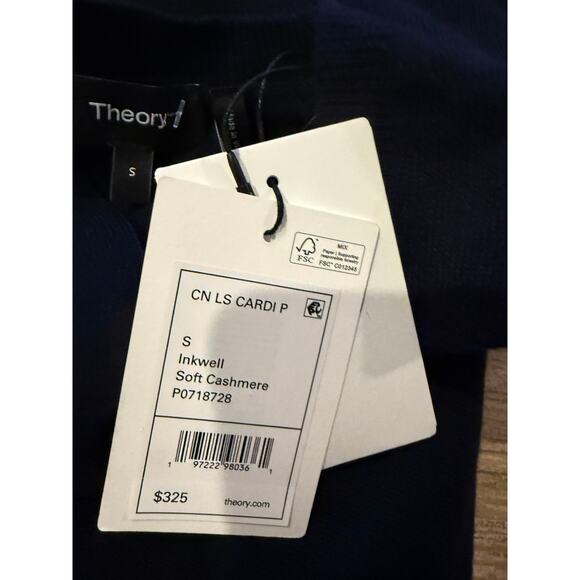 Theory
S
MIX
Paper | Supporting
responsible forestry
FSC
FSC® C012345
CN LS CARDI P
S
Inkwell
Soft Cashmere
P0718728
1 97222 98036 1
$325 theory.com